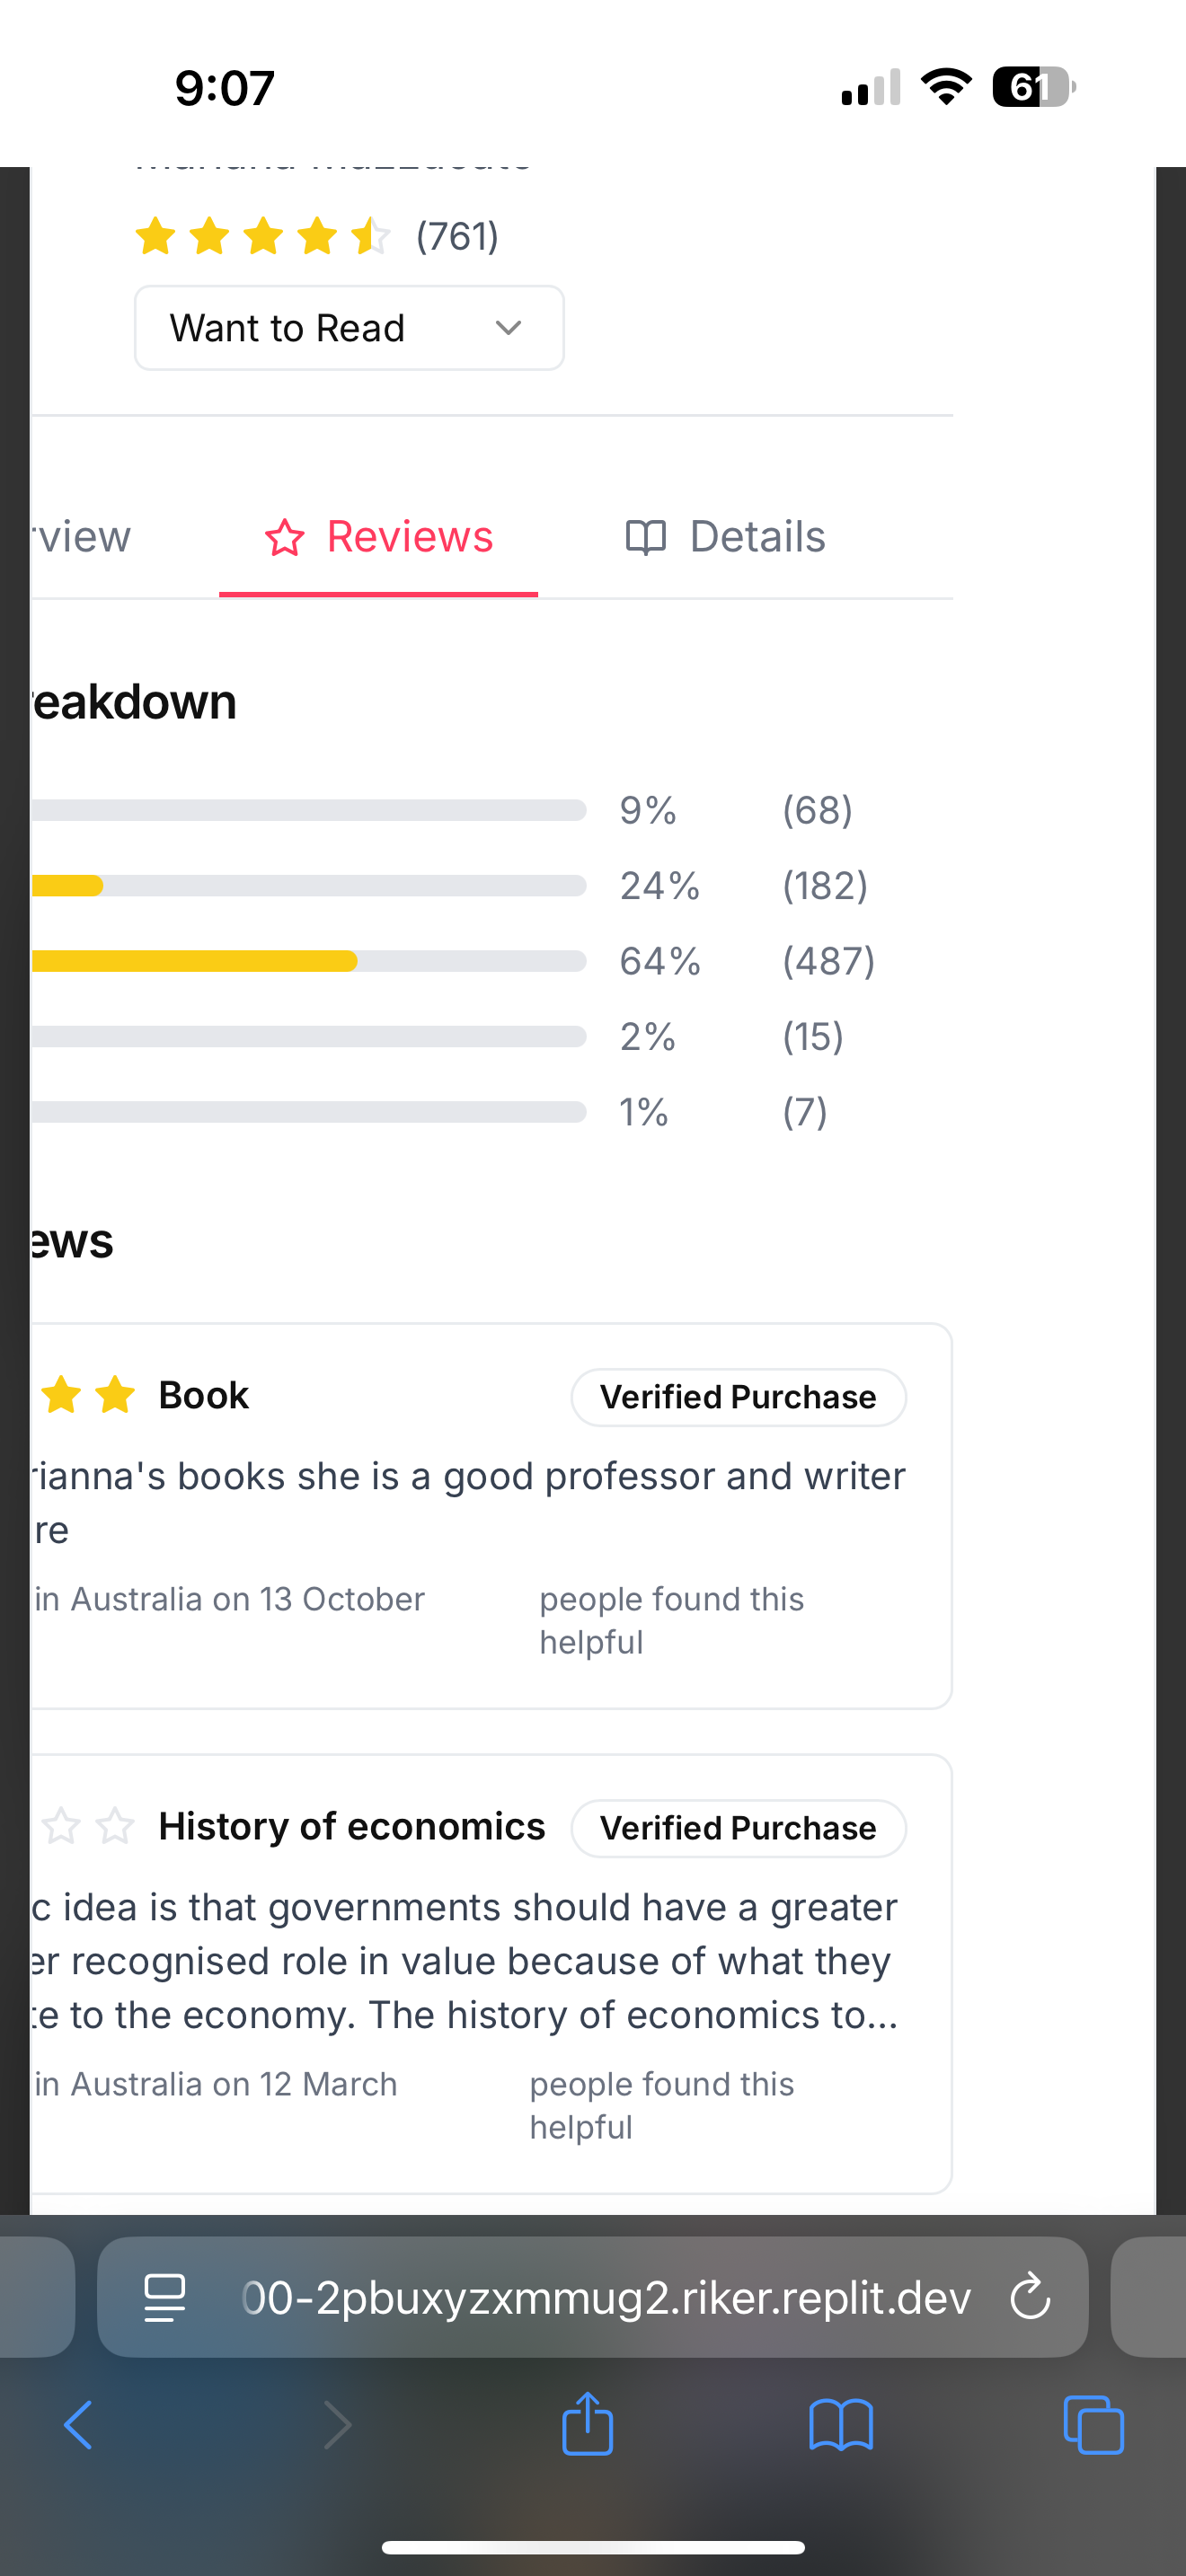 9:07
61
(761)
Want to Read
rview
Reviews
Details
reakdown
9% (68)
24% (182)
64% (487)
2% (15)
1% (7)
ews
Book
Verified Purchase
rianna's books she is a good professor and writer
re
in Australia on 13 October
people found this
helpful
History of economics
Verified Purchase
c idea is that governments should have a greater
er recognised role in value because of what they
te to the economy. The history of economics to...
in Australia on 12 March
people found this
helpful
00-2pbuxyzxmmug2.riker.replit.dev